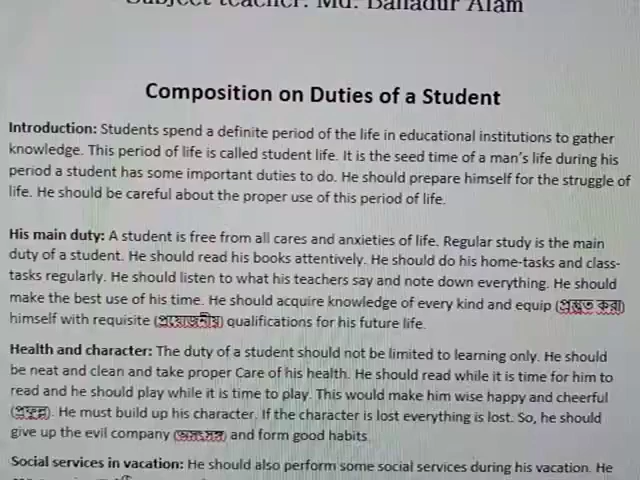 Subject teacher: Md. Bahadur Alam
Composition on Duties of a Student
Introduction: Students spend a definite period of the life in educational institutions to gather
knowledge. This period of life is called student life. It is the seed time of a man's life during his
period a student has some important duties to do. He should prepare himself for the struggle of
life. He should be careful about the proper use of this period of life.
His main duty: A student is free from all cares and anxieties of life. Regular study is the main
duty of a student. He should read his books attentively. He should do his home-tasks and class-
tasks regularly. He should listen to what his teachers say and note down everything. He should
make the best use of his time. He should acquire knowledge of every kind and equip (প্রস্তুত করা)
himself with requisite (প্রয়োজনীয়) qualifications for his future life.
Health and character: The duty of a student should not be limited to learning only. He should
be neat and clean and take proper Care of his health. He should read while it is time for him to
read and he should play while it is time to play. This would make him wise happy and cheerful
(প্রফুল্ল). He must build up his character. If the character is lost everything is lost. So, he should
give up the evil company and form good habits.
Social services in vacation: He should also perform some social services during his vacation. He